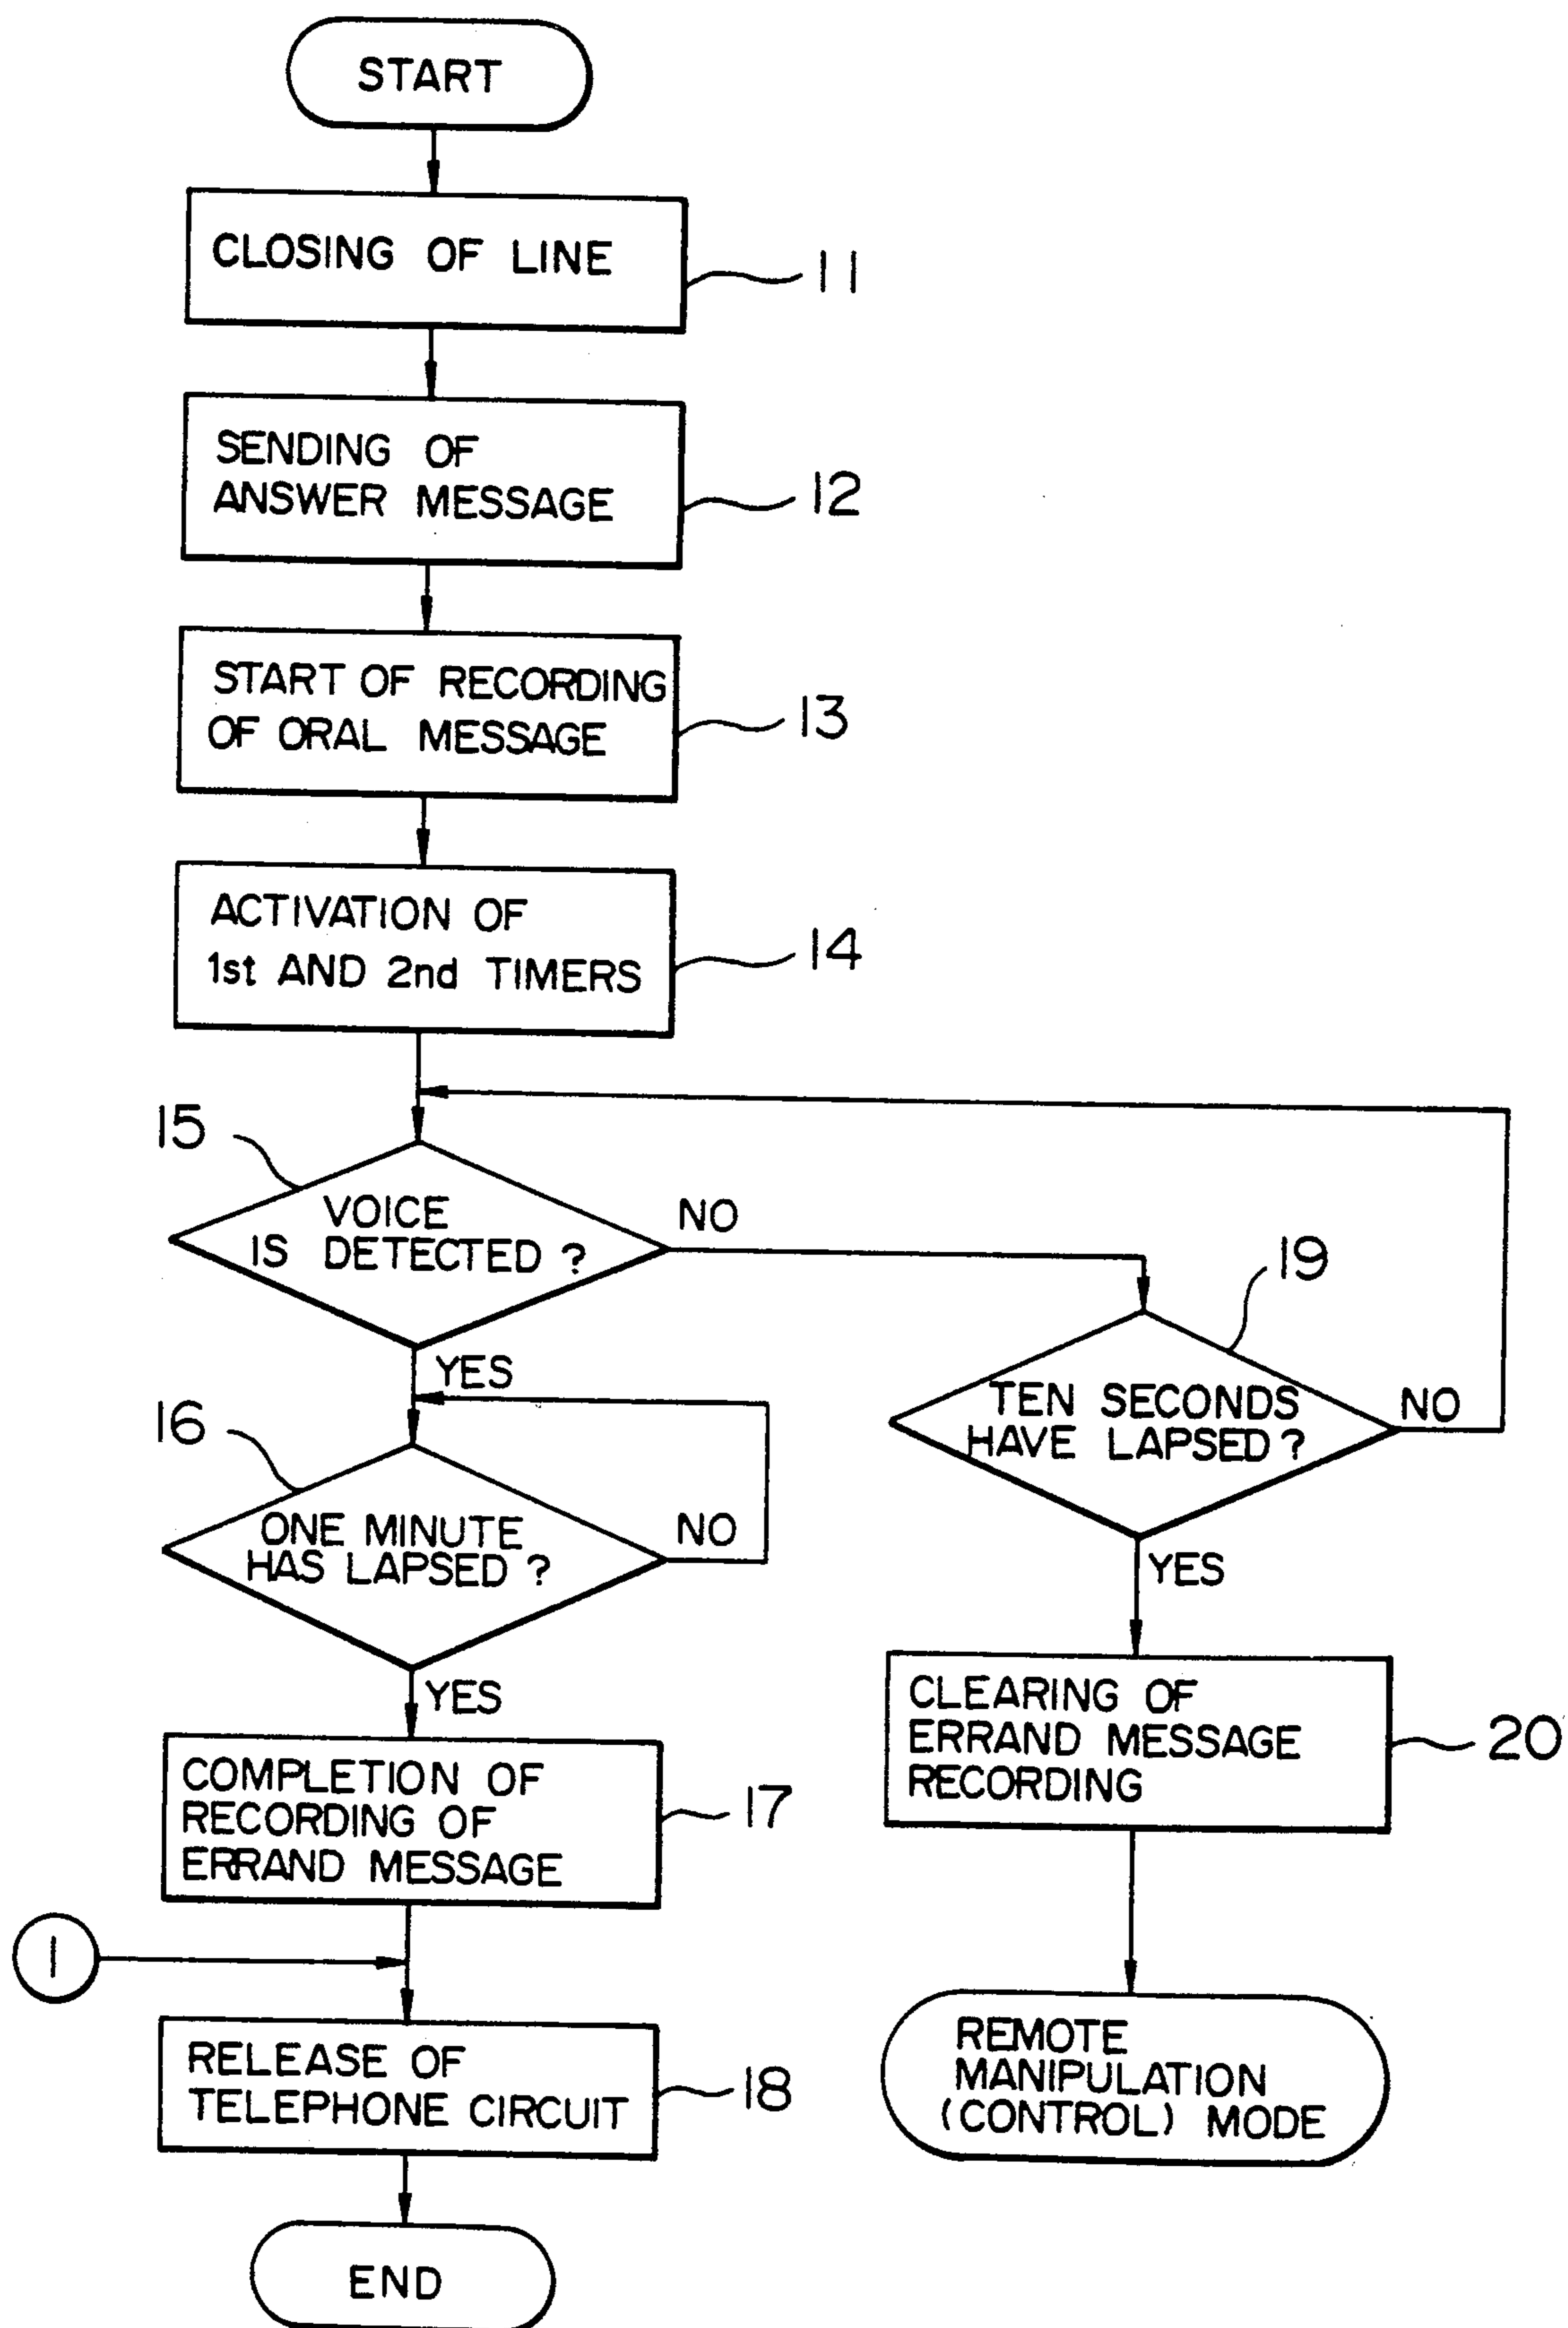 START
CLOSING OF LINE
11
SENDING OF
ANSWER MESSAGE
12
START OF RECORDING
OF ORAL MESSAGE
13
ACTIVATION OF
1st AND 2nd TIMERS
14
15
VOICE
IS DETECTED ?
NO
YES
19
TEN SECONDS
HAVE LAPSED ?
NO
YES
16
ONE MINUTE
HAS LAPSED ?
NO
YES
CLEARING OF
ERRAND MESSAGE
RECORDING
20
COMPLETION OF
RECORDING OF
ERRAND MESSAGE
17
1
RELEASE OF
TELEPHONE CIRCUIT
18
REMOTE
MANIPULATION
(CONTROL) MODE
END